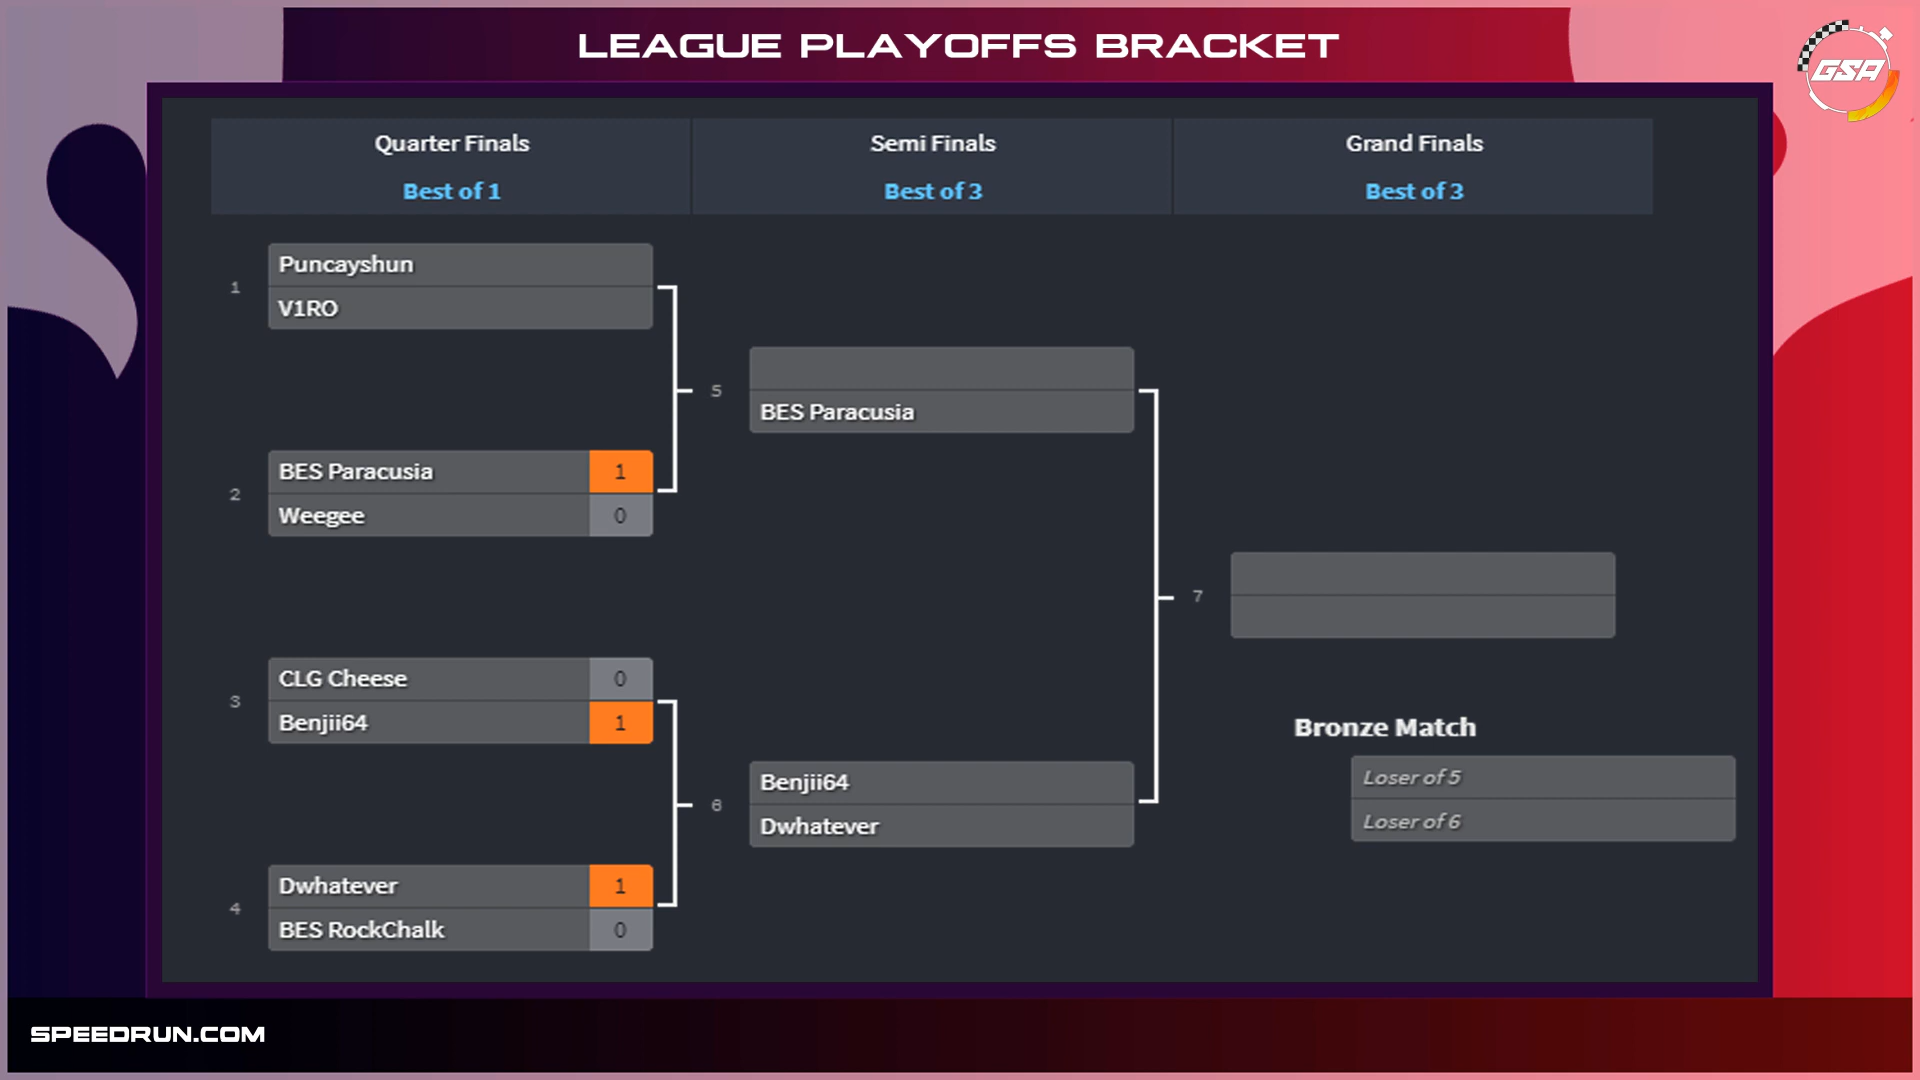 LEAGUE PLAYOFFS BRACKET
GSA
Quarter Finals
Semi Finals
Grand Finals
Best of 1
Best of 3
Best of 3
1
Puncayshun
V1RO
2
BES Paracusia 1
Weegee 0
3
CLG Cheese 0
Benjii64 1
4
Dwhatever 1
BES RockChalk 0
5
BES Paracusia
6
Benjii64
Dwhatever
7
Bronze Match
Loser of 5
Loser of 6
SPEEDRUN.COM